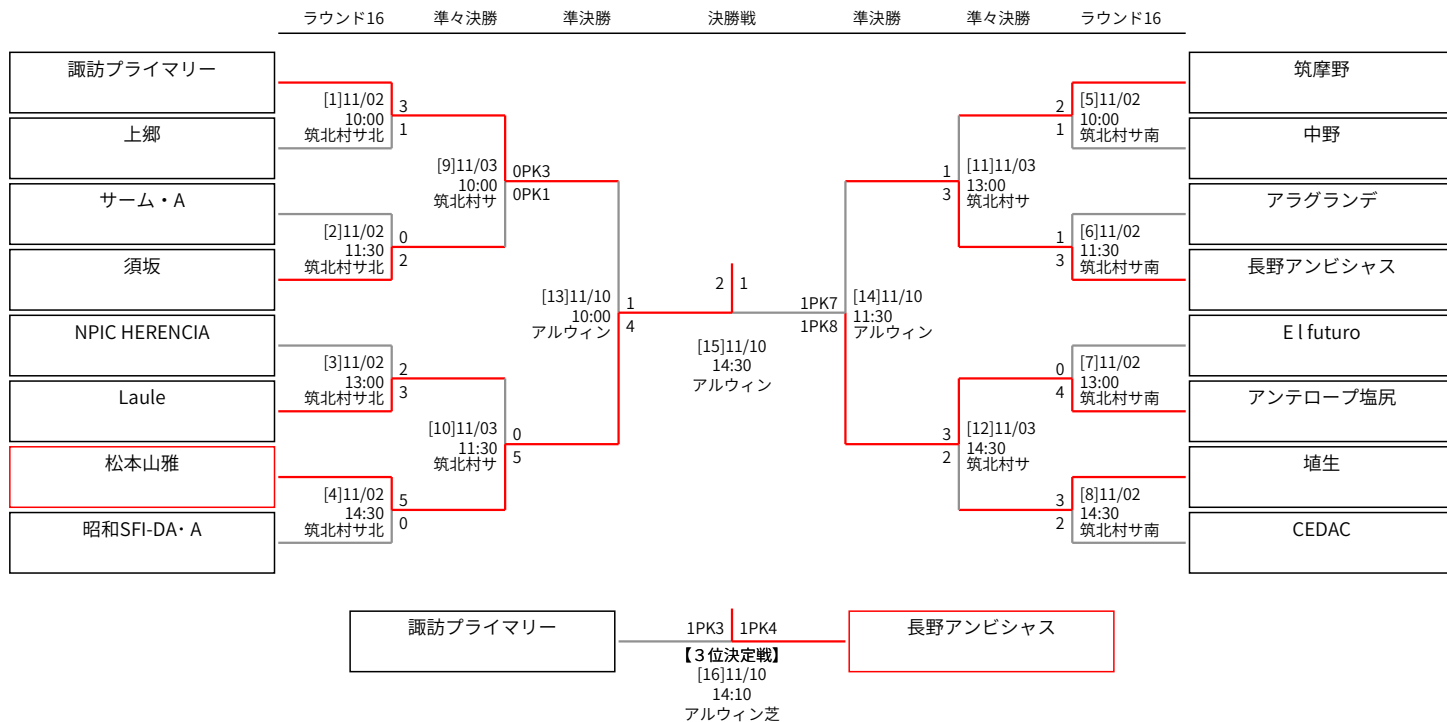 ラウンド16
準々決勝
準決勝
決勝戦
準決勝
準々決勝
ラウンド16
諏訪プライマリー
上郷
サーム・A
須坂
NPIC HERENCIA
Laule
松本山雅
昭和SFI-DA・A
[1]11/02
10:00
筑北村サ北
3
1
[2]11/02
11:30
筑北村サ北
0
2
[3]11/02
13:00
筑北村サ北
2
3
[4]11/02
14:30
筑北村サ北
5
0
[9]11/03
10:00
筑北村サ
0PK3
0PK1
[10]11/03
11:30
筑北村サ
0
5
[13]11/10
10:00
アルウィン
1
4
2
1
[15]11/10
14:30
アルウィン
1PK7
1PK8
[14]11/10
11:30
アルウィン
1
3
[11]11/03
13:00
筑北村サ
3
2
[12]11/03
14:30
筑北村サ
2
1
[5]11/02
10:00
筑北村サ南
1
3
[6]11/02
11:30
筑北村サ南
0
4
[7]11/02
13:00
筑北村サ南
3
2
[8]11/02
14:30
筑北村サ南
筑摩野
中野
アラグランデ
長野アンビシャス
E l futuro
アンテロープ塩尻
埴生
CEDAC
諏訪プライマリー
1PK3
1PK4
長野アンビシャス
【３位決定戦】
[16]11/10
14:10
アルウィン芝